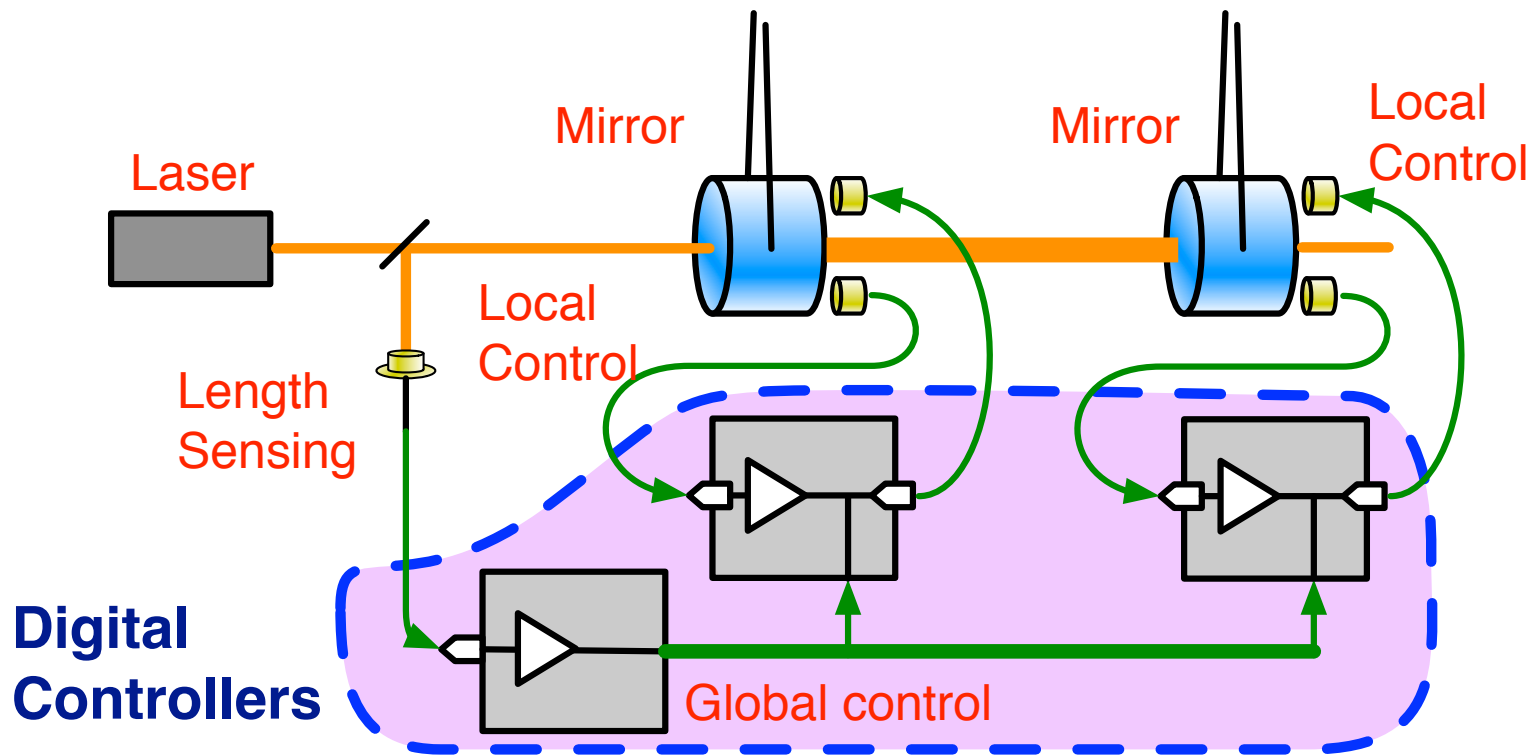 Mirror
Mirror
Local
Control
Laser
Local
Control
Length
Sensing
Digital
Controllers
Global control